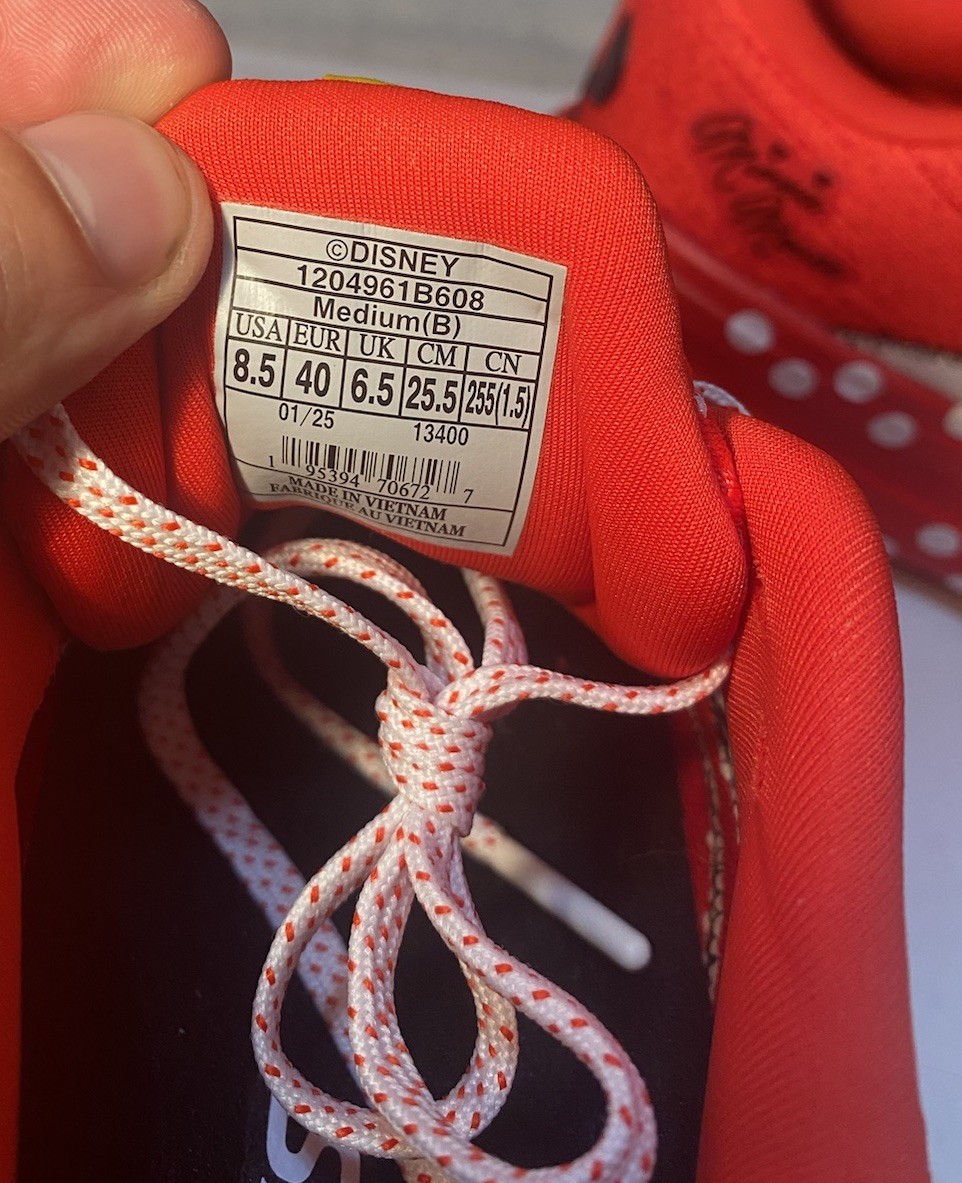 ©DISNEY
1204961B608
Medium(B)
USA EUR UK CM CN
8.5 40 6.5 25.5 255(1.5)
01/25 13400
1 95394 70672 7
MADE IN VIETNAM
FABRIQUE AU VIETNAM